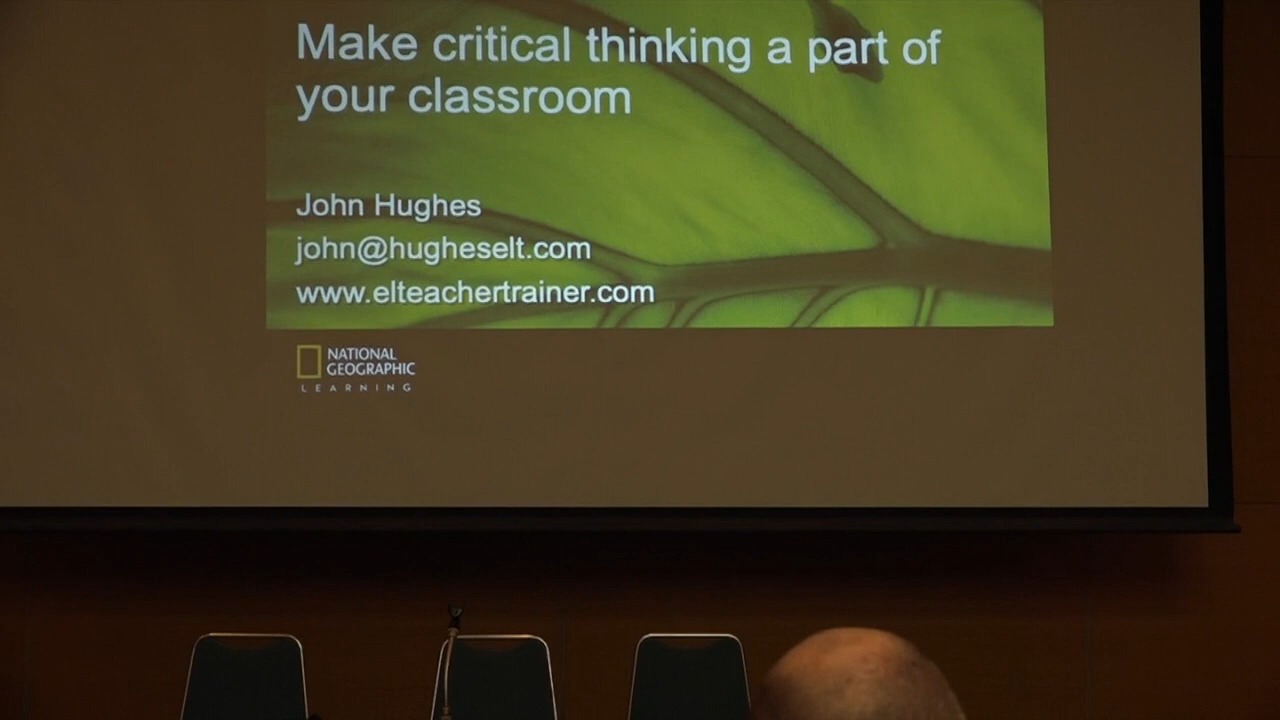 Make critical thinking a part of
your classroom
John Hughes
john@hugheselt.com
www.elteachertrainer.com
NATIONAL
GEOGRAPHIC
LEARNING